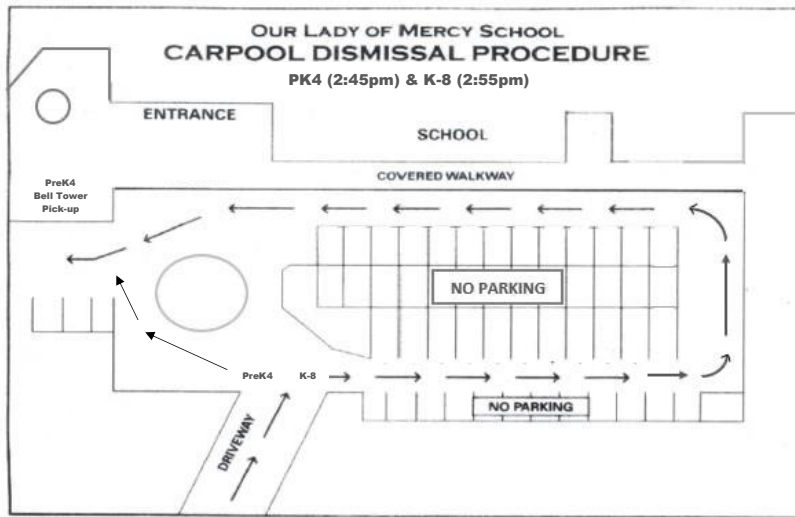 OUR LADY OF MERCY SCHOOL
CARPOOL DISMISSAL PROCEDURE
PK4 (2:45pm) & K-8 (2:55pm)
ENTRANCE
SCHOOL
COVERED WALKWAY
PreK4
Bell Tower
Pick-up
NO PARKING
PreK4 K-8
NO PARKING
DRIVEWAY